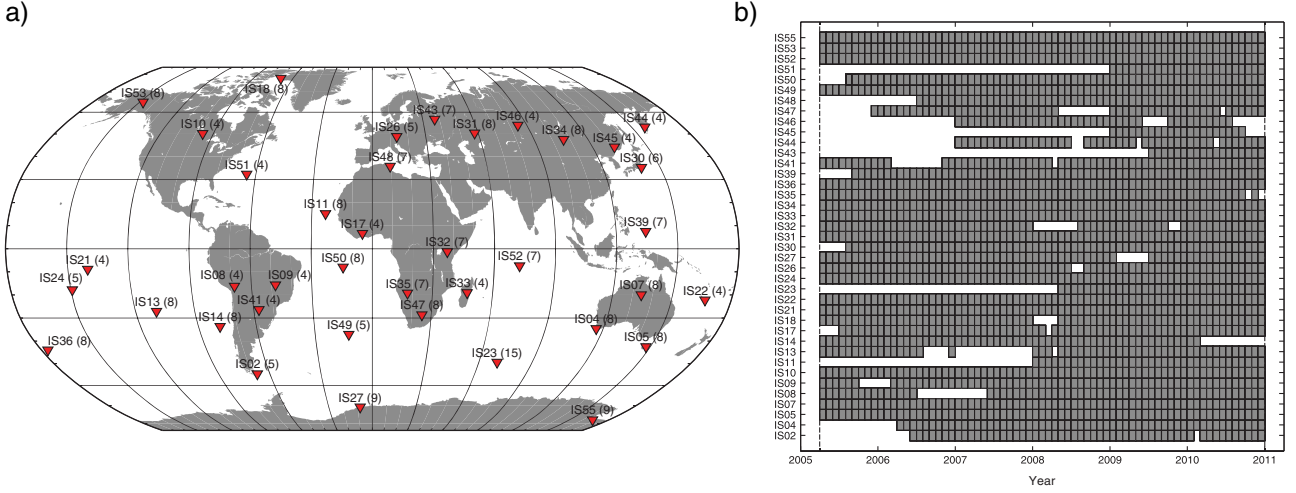 a)
IS53 (8)
IS18 (8)
IS10 (4)
IS51 (4)
IS43 (7)
IS26 (5)
IS31 (8)
IS46 (4)
IS34 (8)
IS44 (4)
IS45 (4)
IS30 (6)
IS48 (7)
IS11 (8)
IS17 (4)
IS39 (7)
IS32 (7)
IS21 (4)
IS24 (5)
IS50 (8)
IS52 (7)
IS08 (4)
IS09 (4)
IS35 (7)
IS33 (4)
IS07 (8)
IS22 (4)
IS13 (8)
IS41 (4)
IS47 (8)
IS14 (8)
IS04 (8)
IS49 (5)
IS05 (8)
IS36 (8)
IS23 (15)
IS02 (5)
IS27 (9)
IS55 (9)
b)
IS55
IS53
IS52
IS51
IS50
IS49
IS48
IS47
IS46
IS45
IS44
IS43
IS41
IS39
IS36
IS35
IS34
IS33
IS32
IS31
IS30
IS27
IS26
IS24
IS23
IS22
IS21
IS18
IS17
IS14
IS13
IS11
IS10
IS09
IS08
IS07
IS05
IS04
IS02
2005 2006 2007 2008 2009 2010 2011
Year